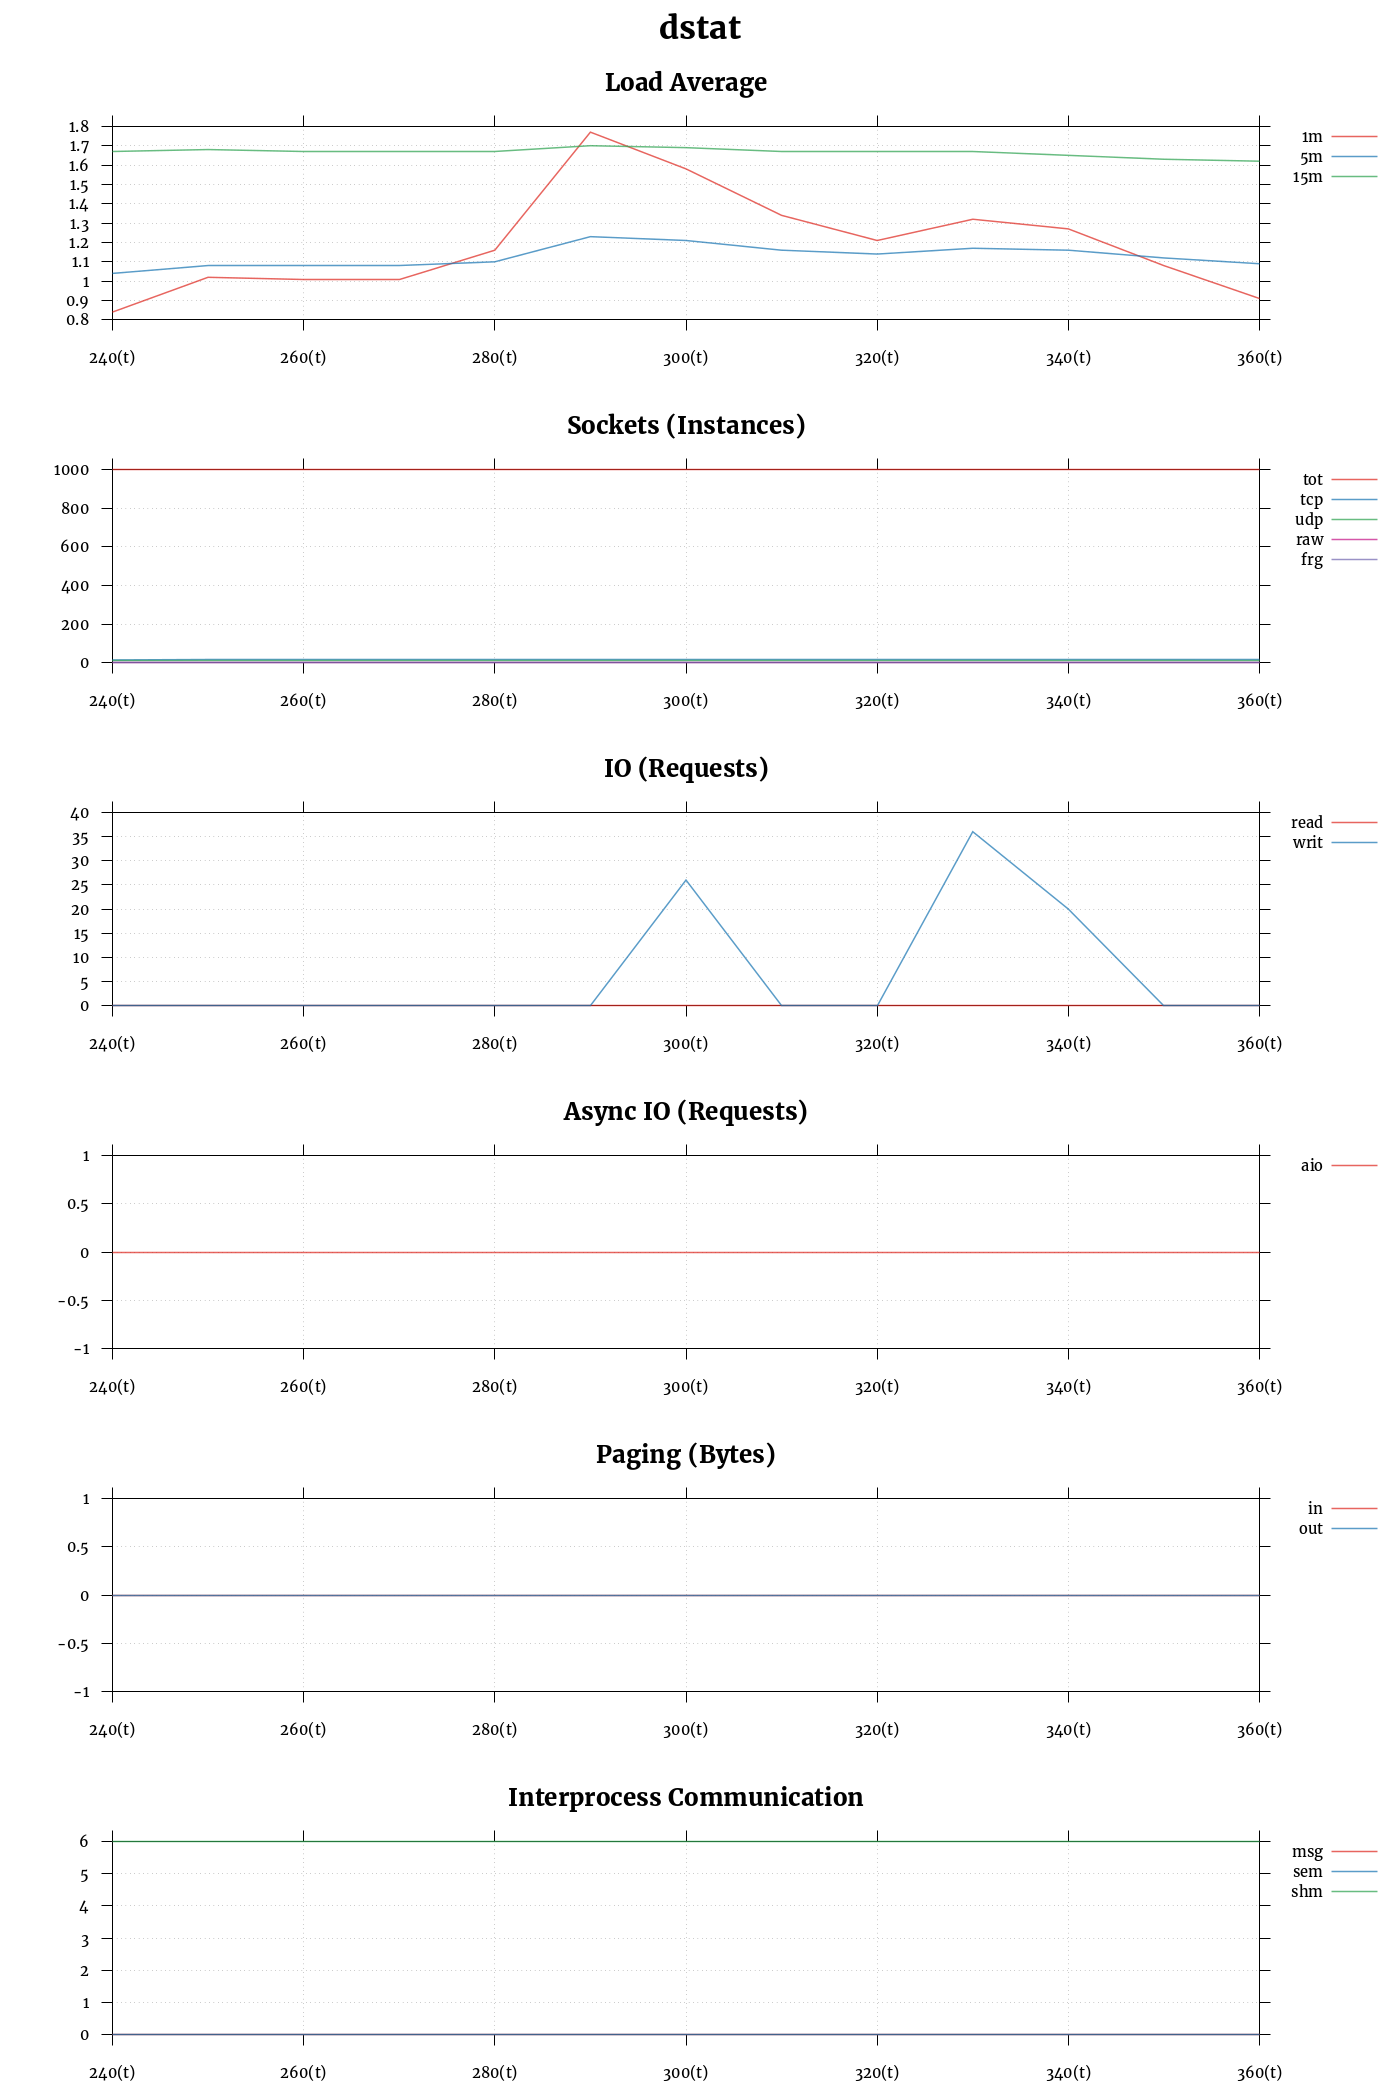 dstat
Load Average
1.8
1.7
1.6
1.5
1.4
1.3
1.2
1.1
1
0.9
0.8
240(t) 260(t) 280(t) 300(t) 320(t) 340(t) 360(t)
1m
5m
15m
Sockets (Instances)
1000
800
600
400
200
0
240(t) 260(t) 280(t) 300(t) 320(t) 340(t) 360(t)
tot
tcp
udp
raw
frg
IO (Requests)
40
35
30
25
20
15
10
5
0
240(t) 260(t) 280(t) 300(t) 320(t) 340(t) 360(t)
read
writ
Async IO (Requests)
1
0.5
0
-0.5
-1
240(t) 260(t) 280(t) 300(t) 320(t) 340(t) 360(t)
aio
Paging (Bytes)
1
0.5
0
-0.5
-1
240(t) 260(t) 280(t) 300(t) 320(t) 340(t) 360(t)
in
out
Interprocess Communication
6
5
4
3
2
1
0
240(t) 260(t) 280(t) 300(t) 320(t) 340(t) 360(t)
msg
sem
shm